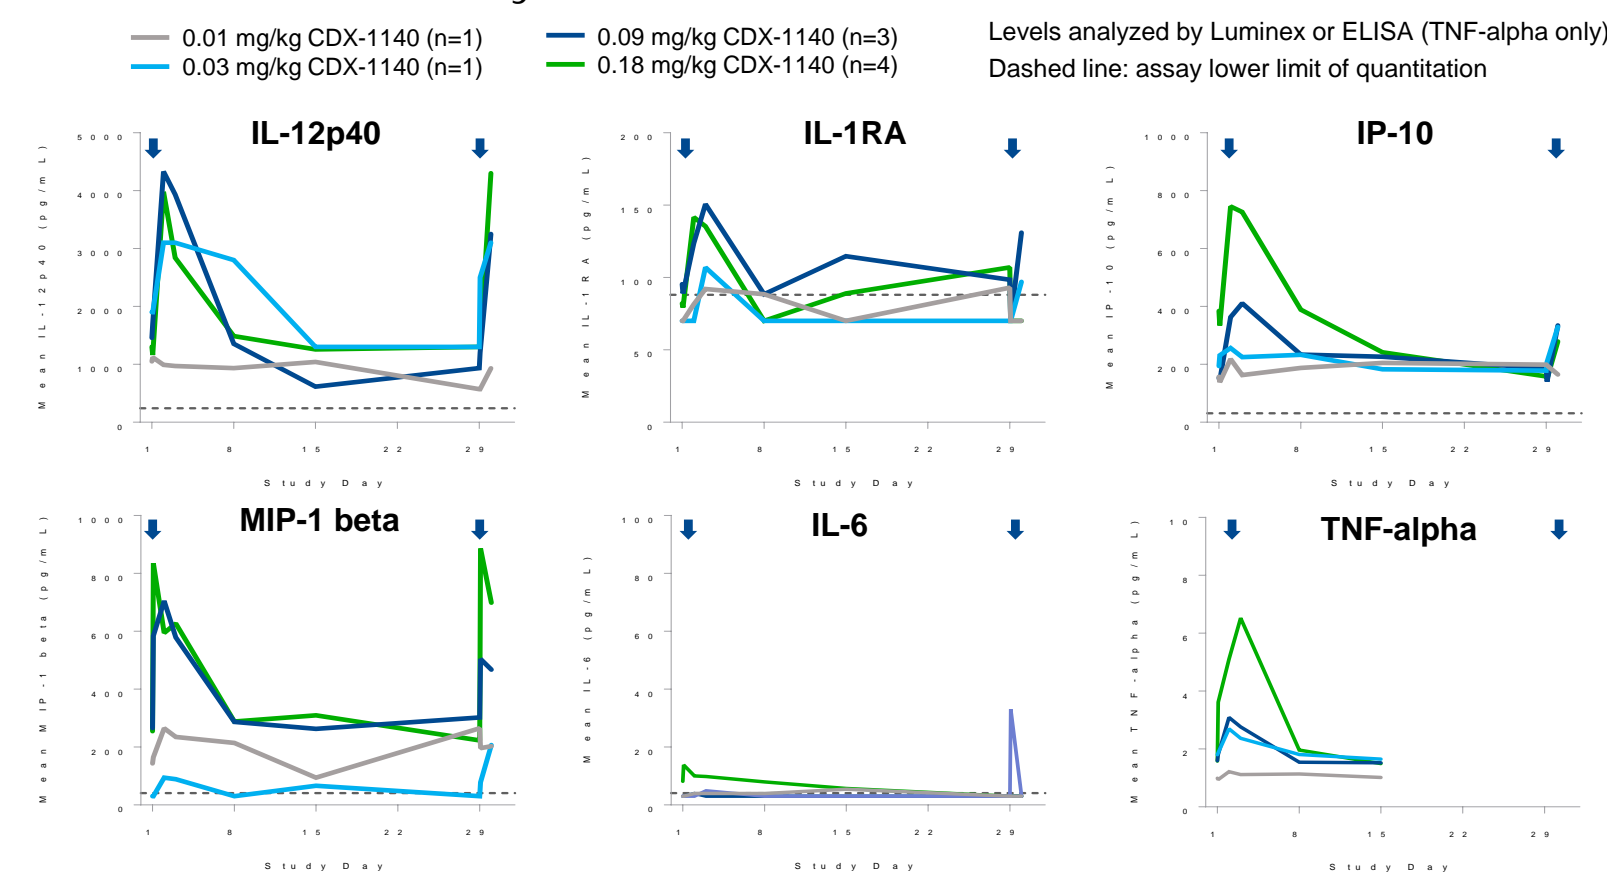 0.01 mg/kg CDX-1140 (n=1)
0.03 mg/kg CDX-1140 (n=1)
0.09 mg/kg CDX-1140 (n=3)
0.18 mg/kg CDX-1140 (n=4)
Levels analyzed by Luminex or ELISA (TNF-alpha only)
Dashed line: assay lower limit of quantitation
IL-12p40
Mean IL-12p40 (pg/mL)
5000
4000
3000
2000
1000
0
1 8 15 22 29
Study Day
IL-1RA
Mean IL-1RA (pg/mL)
200
150
100
50
0
1 8 15 22 29
Study Day
IP-10
Mean IP-10 (pg/mL)
1000
800
600
400
200
0
1 8 15 22 29
Study Day
MIP-1 beta
Mean MIP-1 beta (pg/mL)
1000
800
600
400
200
0
1 8 15 22 29
Study Day
IL-6
Mean IL-6 (pg/mL)
100
80
60
40
20
0
1 8 15 22 29
Study Day
TNF-alpha
Mean TNF-alpha (pg/mL)
10
8
6
4
2
0
1 8 15 22 29
Study Day